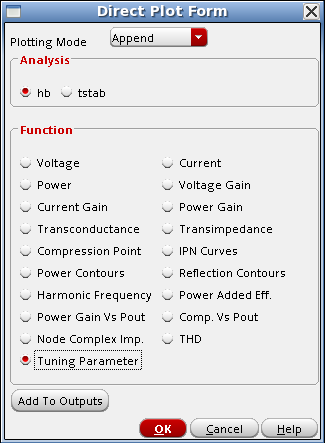 Direct Plot Form
Plotting Mode Append
Analysis
hb tstab
Function
Voltage Current
Power Voltage Gain
Current Gain Power Gain
Transconductance Transimpedance
Compression Point IPN Curves
Power Contours Reflection Contours
Harmonic Frequency Power Added Eff.
Power Gain Vs Pout Comp. Vs Pout
Node Complex Imp. THD
Tuning Parameter
Add To Outputs
OK Cancel Help